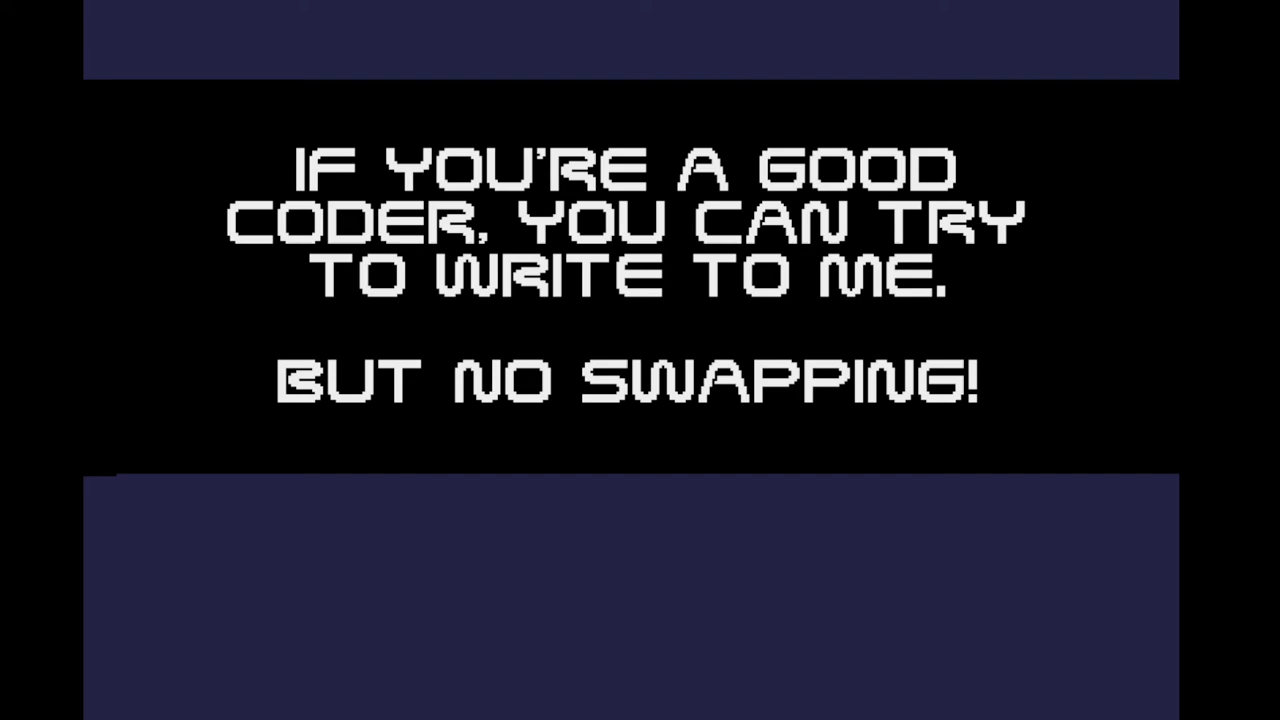 IF YOU'RE A GOOD
CODER, YOU CAN TRY
TO WRITE TO ME.
BUT NO SWAPPING!